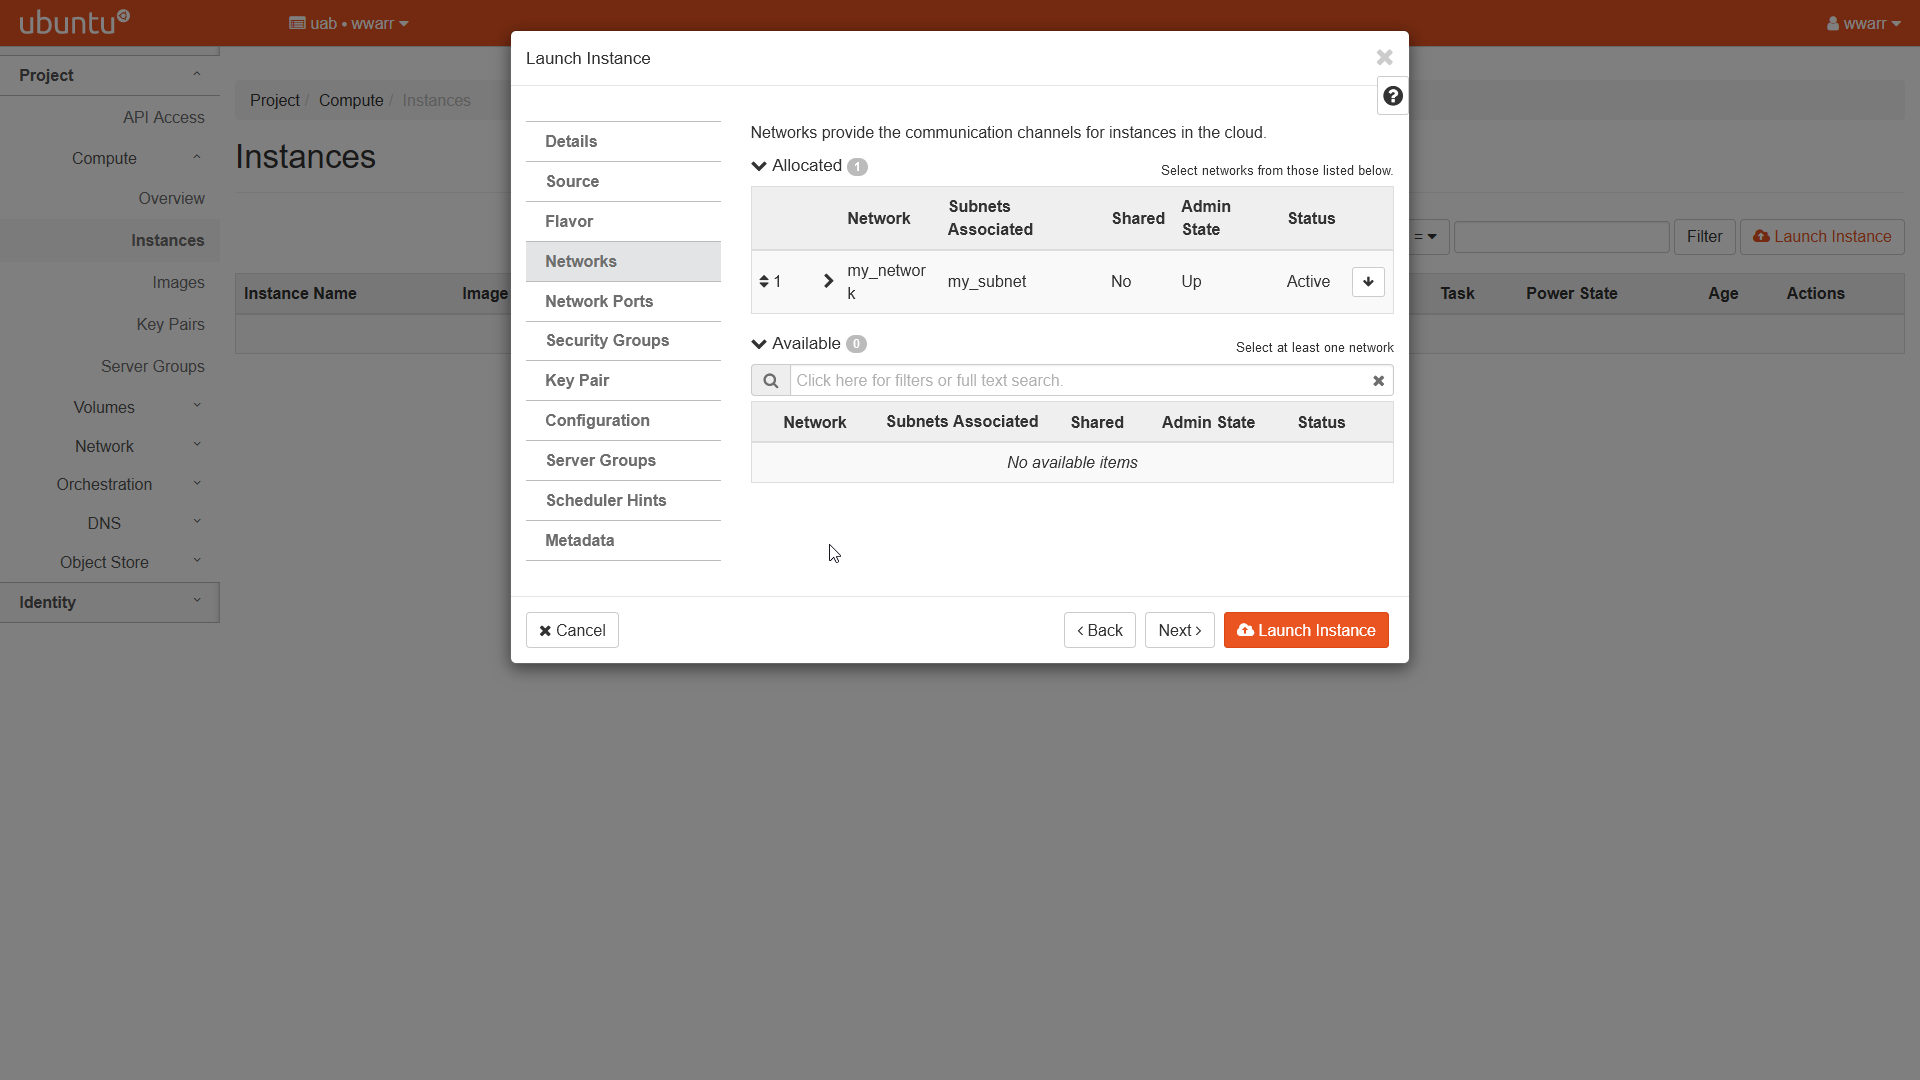 ubuntu
uab • wwarr
wwarr
Project
API Access
Compute
Overview
Instances
Images
Key Pairs
Server Groups
Volumes
Network
Orchestration
DNS
Object Store
Identity
Project / Compute / Instances
Instances
=
Filter
Launch Instance
Instance Name
Image
Task
Power State
Age
Actions
Launch Instance
Details
Source
Flavor
Networks
Network Ports
Security Groups
Key Pair
Configuration
Server Groups
Scheduler Hints
Metadata
Networks provide the communication channels for instances in the cloud.
Allocated 1
Select networks from those listed below.
Network
Subnets
Associated
Shared
Admin
State
Status
1
my_networ
k
my_subnet
No
Up
Active
Available 0
Select at least one network
Click here for filters or full text search.
Network
Subnets Associated
Shared
Admin State
Status
No available items
Cancel
‹ Back
Next ›
Launch Instance